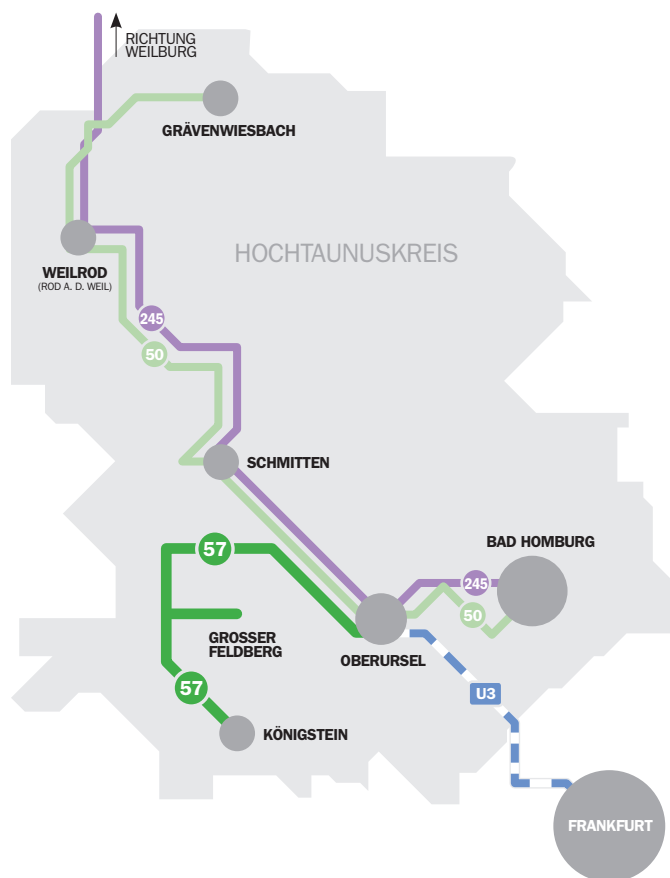 RICHTUNG
WEILBURG
GRÄVENWIESBACH
HOCHTAUNUSKREIS
WEILROD
(ROD A. D. WEIL)
245
50
SCHMITTEN
57
BAD HOMBURG
245
50
GROSSER
FELDBERG
OBERURSEL
57
U3
KÖNIGSTEIN
FRANKFURT